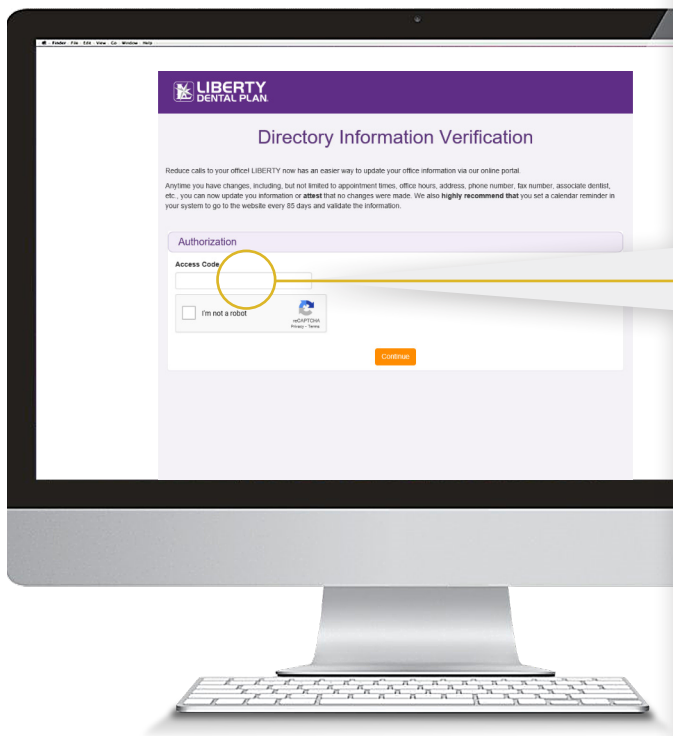 Finder File Edit View Go Window Help
LIBERTY
DENTAL PLAN.
Directory Information Verification
Reduce calls to your office! LIBERTY now has an easier way to update your office information via our online portal.
Anytime you have changes, including, but not limited to appointment times, office hours, address, phone number, fax number, associate dentist,
etc., you can now update you information or attest that no changes were made. We also highly recommend that you set a calendar reminder in
your system to go to the website every 85 days and validate the information.
Authorization
Access Code
I'm not a robot
reCAPTCHA
Privacy - Terms
Continue